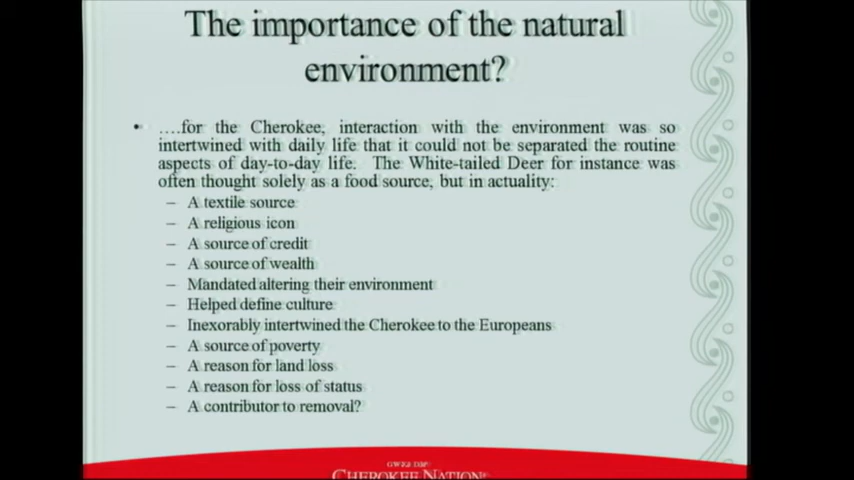 The importance of the natural
environment?
• ….for the Cherokee, interaction with the environment was so
intertwined with daily life that it could not be separated the routine
aspects of day-to-day life. The White-tailed Deer for instance was
often thought solely as a food source, but in actuality:
– A textile source
– A religious icon
– A source of credit
– A source of wealth
– Mandated altering their environment
– Helped define culture
– Inexorably intertwined the Cherokee to the Europeans
– A source of poverty
– A reason for land loss
– A reason for loss of status
– A contributor to removal?
CHEROKEE NATION